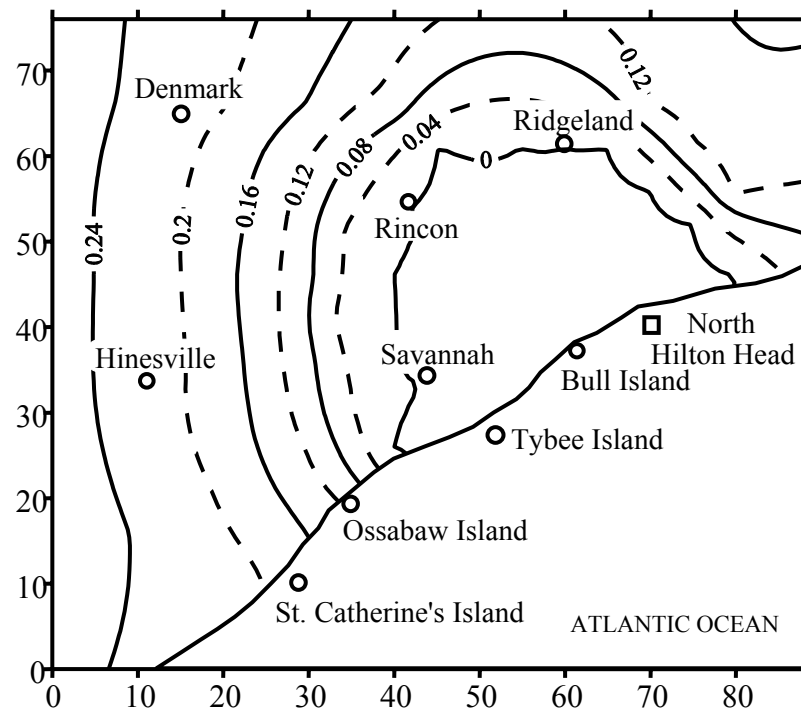 70
60
50
40
30
20
10
0
Denmark
0.12
0.04
Ridgeland
0.08
0
0.16
0.12
Rincon
0.2
0.24
North
Hilton Head
Hinesville
Savannah
Bull Island
Tybee Island
Ossabaw Island
St. Catherine's Island
ATLANTIC OCEAN
0 10 20 30 40 50 60 70 80